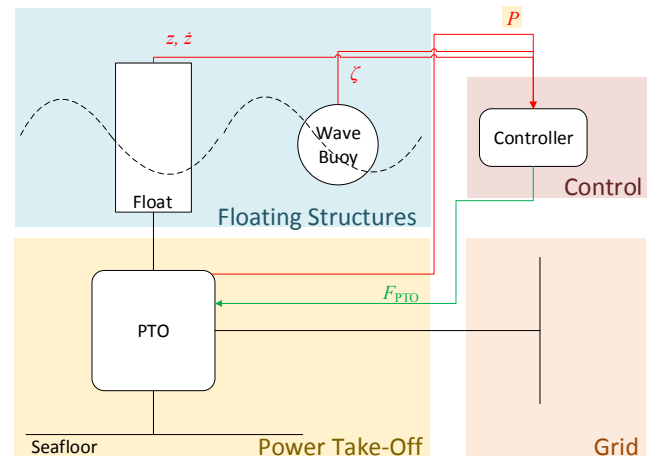 z, ż
P
ζ
Wave
Buoy
Controller
Float
Floating Structures
Control
F_PTO
PTO
Seafloor
Power Take-Off
Grid